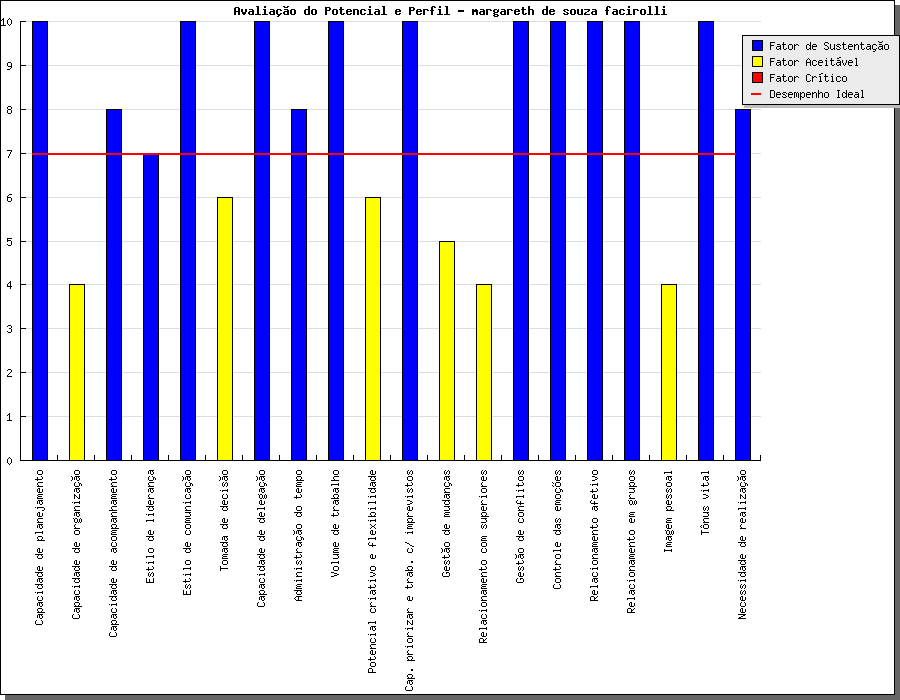 Avaliação do Potencial e Perfil - margareth de souza facirolli
10
9
8
7
6
5
4
3
2
1
0
Fator de Sustentação
Fator Aceitável
Fator Crítico
Desempenho Ideal
Capacidade de planejamento
Capacidade de organização
Capacidade de acompanhamento
Estilo de liderança
Estilo de comunicação
Tomada de decisão
Capacidade de delegação
Administração do tempo
Volume de trabalho
Potencial criativo e flexibilidade
Cap. priorizar e trab. c/ imprevistos
Gestão de mudanças
Relacionamento com superiores
Gestão de conflitos
Controle das emoções
Relacionamento afetivo
Relacionamento em grupos
Imagem pessoal
Tônus vital
Necessidade de realização